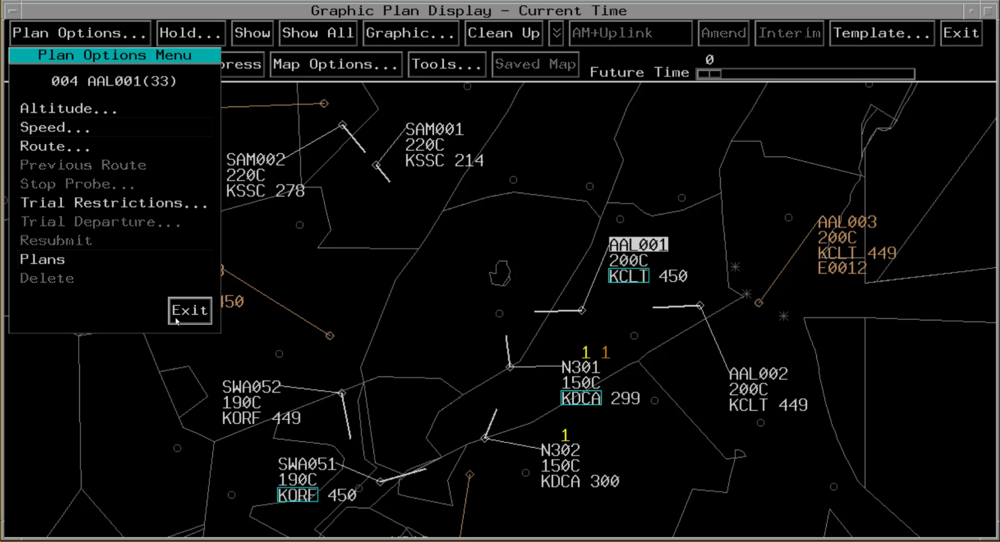 Graphic Plan Display - Current Time
Plan Options... Hold... Show Show All Graphic... Clean Up AM+Uplink Amend Interim Template... Exit
Plan Options Menu
press Map Options... Tools... Saved Map Future Time 0
004 AAL001(33)
Altitude...
Speed...
Route...
Previous Route
Stop Probe...
Trial Restrictions...
Trial Departure...
Resubmit
Plans
Delete
Exit
SAM001
220C
KSSC 214
SAM002
220C
KSSC 278
AAL003
200C
KCLT 449
E0012
AAL001
200C
KCLT 450
450
1 1
N301
150C
KDCA 299
AAL002
200C
KCLT 449
SWA052
190C
KORF 449
1
N302
150C
KDCA 300
SWA051
190C
KORF 450